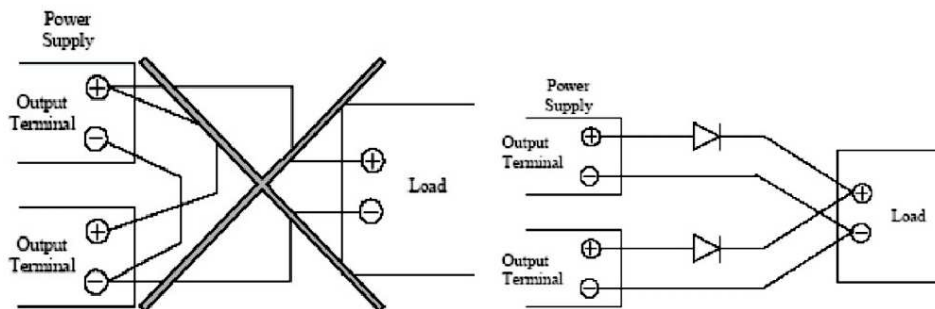 Power
Supply
Output
Terminal
+
−
Output
Terminal
+
−
+
−
Load
Power
Supply
Output
Terminal
+
−
Output
Terminal
+
−
+
−
Load